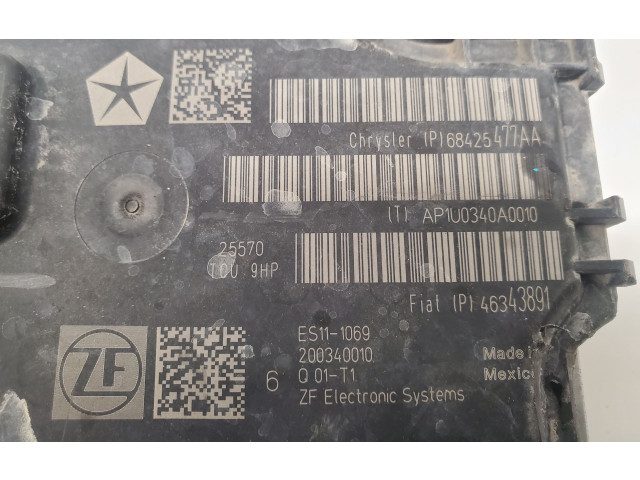 Chrysler (P)68425477AA
(T) AP1U0340A0010
25570
TCU 9HP
Fiat (P)46343891
ZF
ES11-1069
200340010
6
Q 01-T1
ZF Electronic Systems
Made in
Mexico